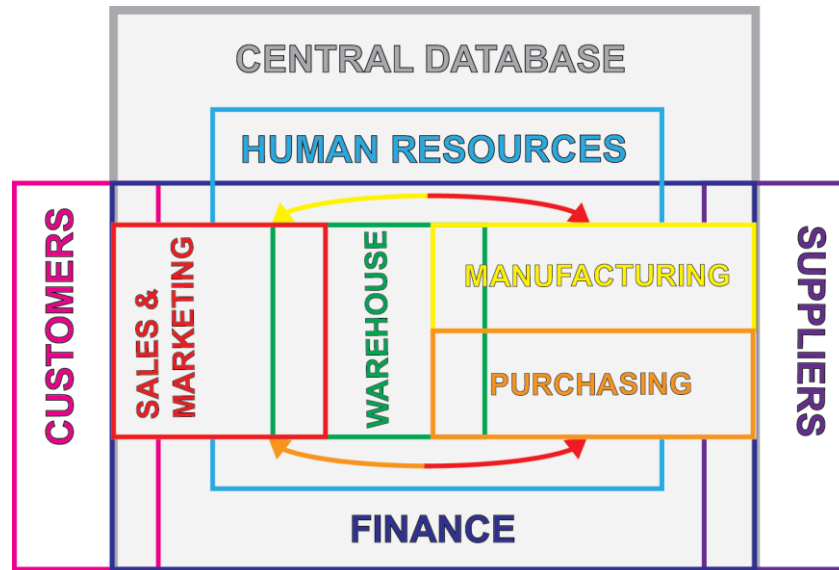 CENTRAL DATABASE
HUMAN RESOURCES
CUSTOMERS
SALES &
MARKETING
WAREHOUSE
MANUFACTURING
PURCHASING
SUPPLIERS
FINANCE